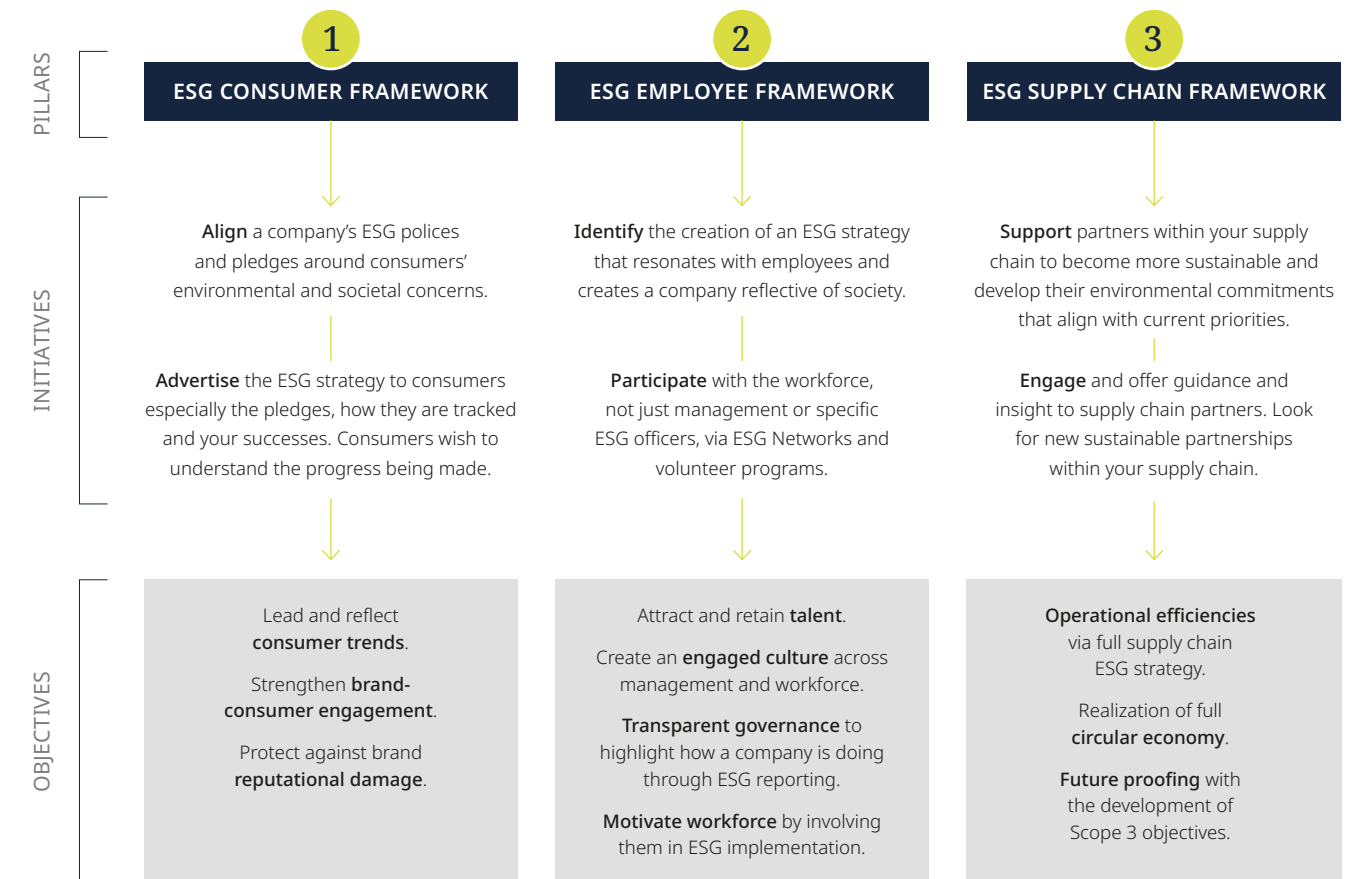 1
2
3
PILLARS
ESG CONSUMER FRAMEWORK
ESG EMPLOYEE FRAMEWORK
ESG SUPPLY CHAIN FRAMEWORK
INITIATIVES
Align a company’s ESG polices
and pledges around consumers’
environmental and societal concerns.
Advertise the ESG strategy to consumers
especially the pledges, how they are tracked
and your successes. Consumers wish to
understand the progress being made.
Identify the creation of an ESG strategy
that resonates with employees and
creates a company reflective of society.
Participate with the workforce,
not just management or specific
ESG officers, via ESG Networks and
volunteer programs.
Support partners within your supply
chain to become more sustainable and
develop their environmental commitments
that align with current priorities.
Engage and offer guidance and
insight to supply chain partners. Look
for new sustainable partnerships
within your supply chain.
OBJECTIVES
Lead and reflect
consumer trends.
Strengthen brand-
consumer engagement.
Protect against brand
reputational damage.
Attract and retain talent.
Create an engaged culture across
management and workforce.
Transparent governance to
highlight how a company is doing
through ESG reporting.
Motivate workforce by involving
them in ESG implementation.
Operational efficiencies
via full supply chain
ESG strategy.
Realization of full
circular economy.
Future proofing with
the development of
Scope 3 objectives.